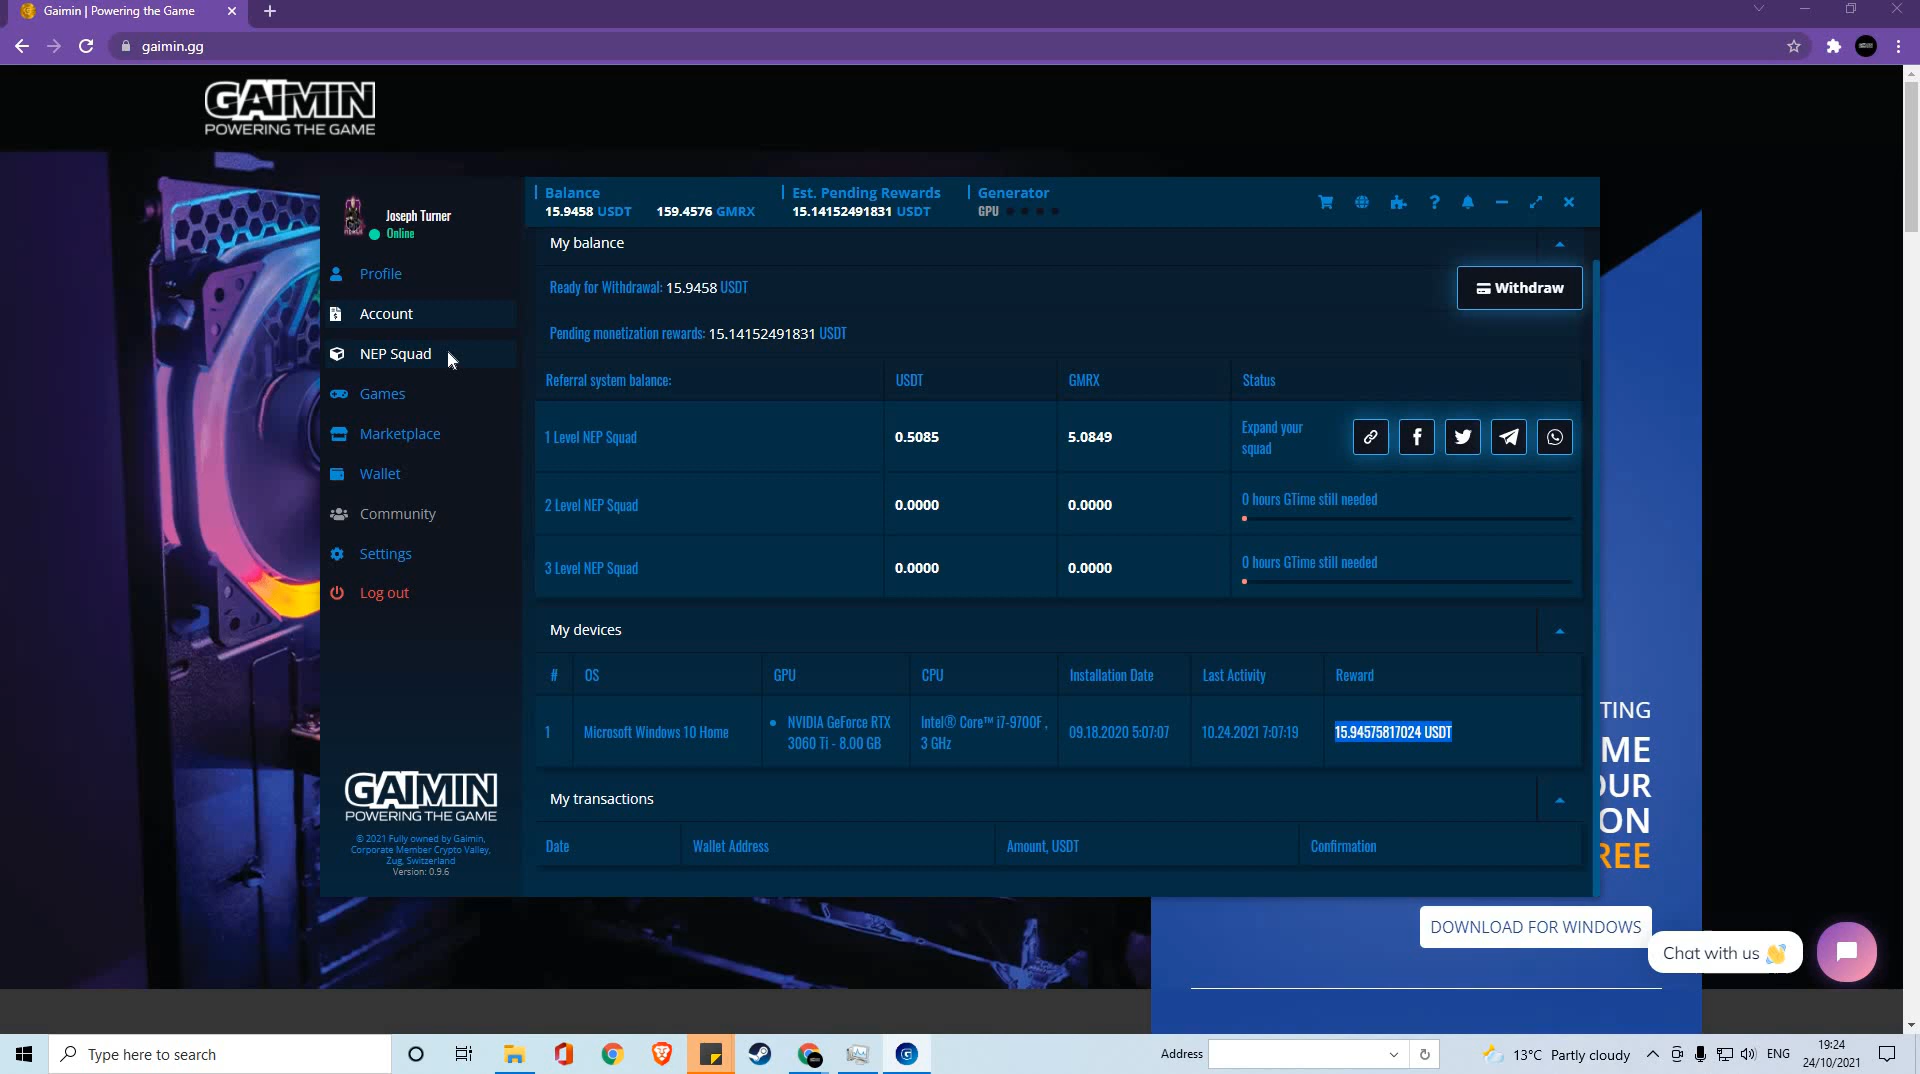 Gaimin | Powering the Game
gaimin.gg
GAIMIN
POWERING THE GAME
Joseph Turner
Online
Profile
Account
NEP Squad
Games
Marketplace
Wallet
Community
Settings
Log out
GAIMIN
POWERING THE GAME
© 2021 Fully owned by Gaimin,
Corporate Member Crypto Valley,
Zug, Switzerland
Version: 0.9.6
Balance
15.9458 USDT 159.4576 GMRX
Est. Pending Rewards
15.14152491831 USDT
Generator
GPU
My balance
Ready for Withdrawal: 15.9458 USDT
Withdraw
Pending monetization rewards: 15.14152491831 USDT
Referral system balance: USDT GMRX Status
1 Level NEP Squad 0.5085 5.0849 Expand your
squad
2 Level NEP Squad 0.0000 0.0000 0 hours GTime still needed
3 Level NEP Squad 0.0000 0.0000 0 hours GTime still needed
My devices
# OS GPU CPU Installation Date Last Activity Reward
1 Microsoft Windows 10 Home NVIDIA GeForce RTX Intel® Core™ i7-9700F , 09.18.2020 5:07:07 10.24.2021 7:07:19 15.94575817024 USDT
3060 Ti - 8.00 GB 3 GHz
My transactions
Date Wallet Address Amount, USDT Confirmation
TING
ME
OUR
ON
REE
DOWNLOAD FOR WINDOWS
Chat with us 👋
Type here to search
Address
13°C Partly cloudy
ENG
19:24
24/10/2021